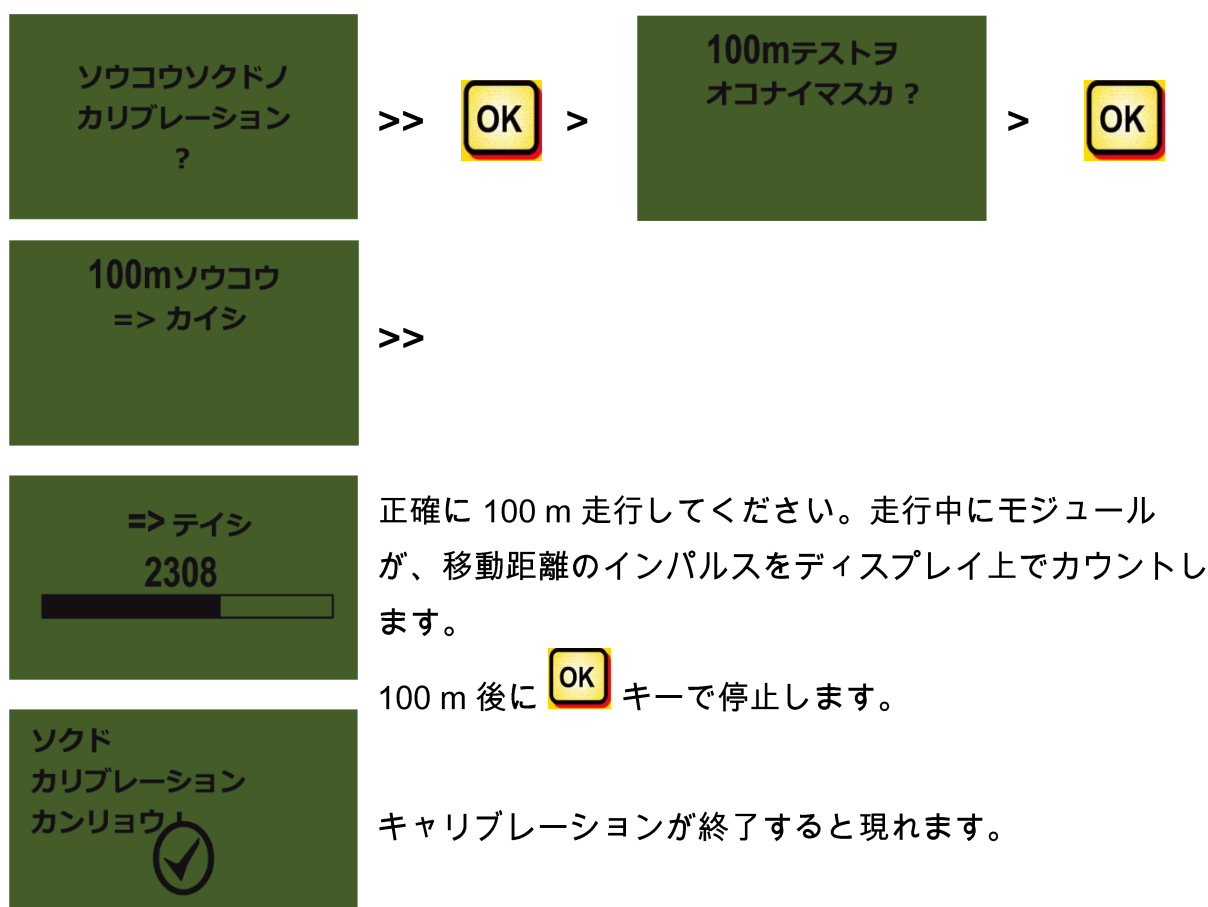 ソウコウソクドノ
カリブレーション
?
>>
OK
>
100mテストヲ
オコナイマスカ ?
>
OK
100mソウコウ
=> カイシ
>>
=> テイシ
2308
正確に 100 m 走行してください。走行中にモジュール
が、移動距離のインパルスをディスプレイ上でカウントし
ます。
100 m 後に OK キーで停止します。
ソクド
カリブレーション
カンリョウ !
キャリブレーションが終了すると現れます。